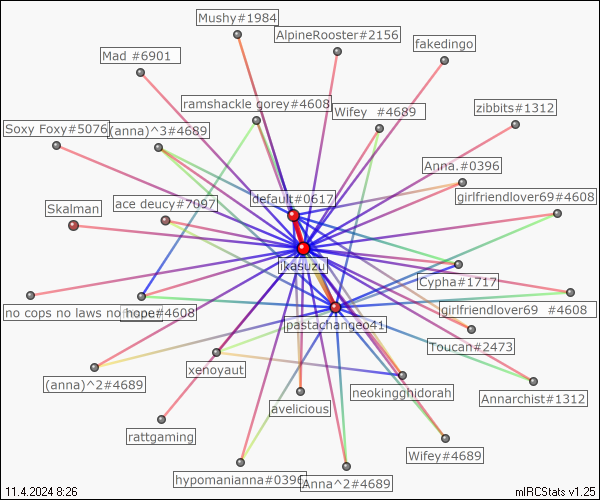 Mushy#1984
AlpineRooster#2156
fakedingo
Mad #6901
ramshackle gorey#4608
Wifey #4689
zibbits#1312
Soxy Foxy#5076
(anna)^3#4689
Anna.#0396
default#0617
girlfriendlover69#4608
Skalman
ace deucy#7097
ikasuzu
Cypha#1717
no cops no laws no hope.
#4608
girlfriendlover69 #4608
pastachange041
Toucan#2473
xenoyaut
(anna)^2#4689
neokingghidorah
Annarchist#1312
avelicious
rattgaming
Wifey#4689
hypomanianna#0396
Anna^2#4689
11.4.2024 8:26
mIRCStats v1.25